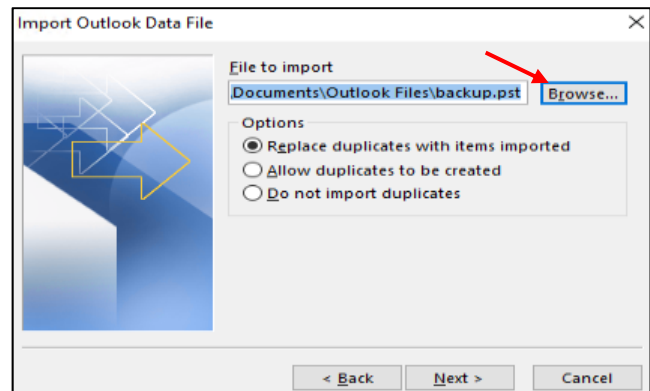 Import Outlook Data File
File to import
Documents\Outlook Files\backup.pst Browse...
Options
Replace duplicates with items imported
Allow duplicates to be created
Do not import duplicates
< Back Next > Cancel